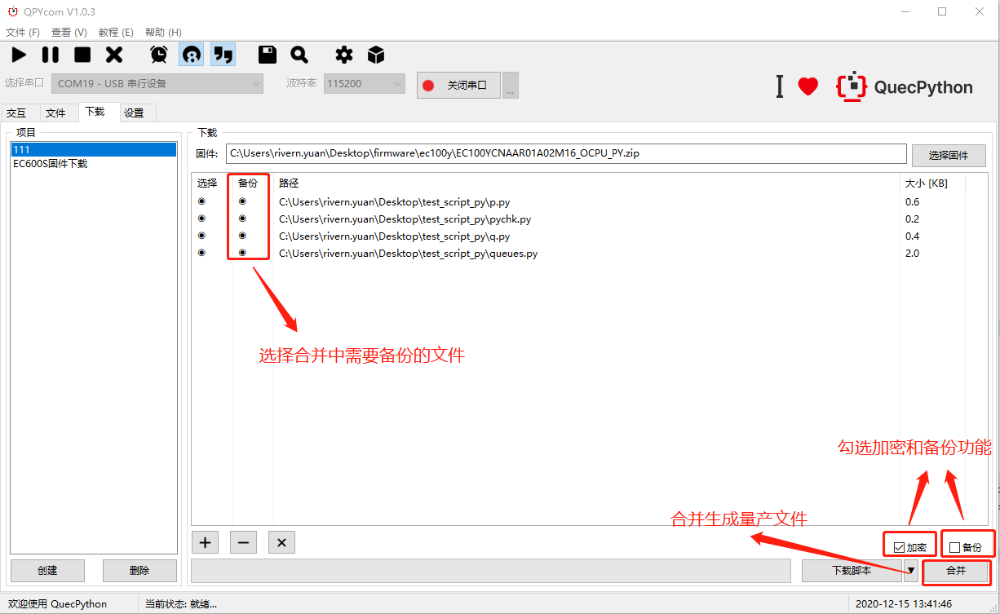 QPYcom V1.0.3
文件 (F) 查看 (V) 教程 (E) 帮助 (H)
选择串口 COM19 - USB 串行设备 波特率 115200 关闭串口 ... QuecPython
交互 文件 下载 设置
项目
111
EC600S固件下载
下载
固件: C:\Users\rivern.yuan\Desktop\firmware\ec100y\EC100YCNAAR01A02M16_OCPU_PY.zip 选择固件
选择 备份 路径 大小 [KB]
C:\Users\rivern.yuan\Desktop\test_script_py\p.py 0.6
C:\Users\rivern.yuan\Desktop\test_script_py\pychk.py 0.2
C:\Users\rivern.yuan\Desktop\test_script_py\q.py 0.4
C:\Users\rivern.yuan\Desktop\test_script_py\queues.py 2.0
选择合并中需要备份的文件
勾选加密和备份功能
合并生成量产文件
加密 备份
创建 删除 下载脚本 合并
欢迎使用 QuecPython 当前状态: 就绪... 2020-12-15 13:41:46